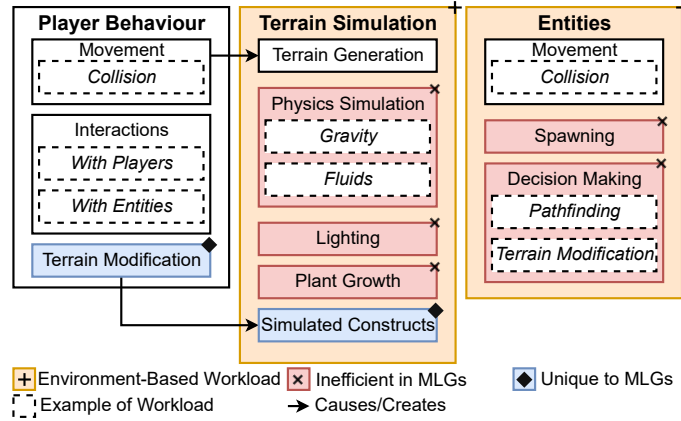 Player Behaviour
Movement
Collision
Interactions
With Players
With Entities
Terrain Modification
Terrain Simulation
Terrain Generation
Physics Simulation
Gravity
Fluids
Lighting
Plant Growth
Simulated Constructs
Entities
Movement
Collision
Spawning
Decision Making
Pathfinding
Terrain Modification
Environment-Based Workload
Inefficient in MLGs
Unique to MLGs
Example of Workload
Causes/Creates